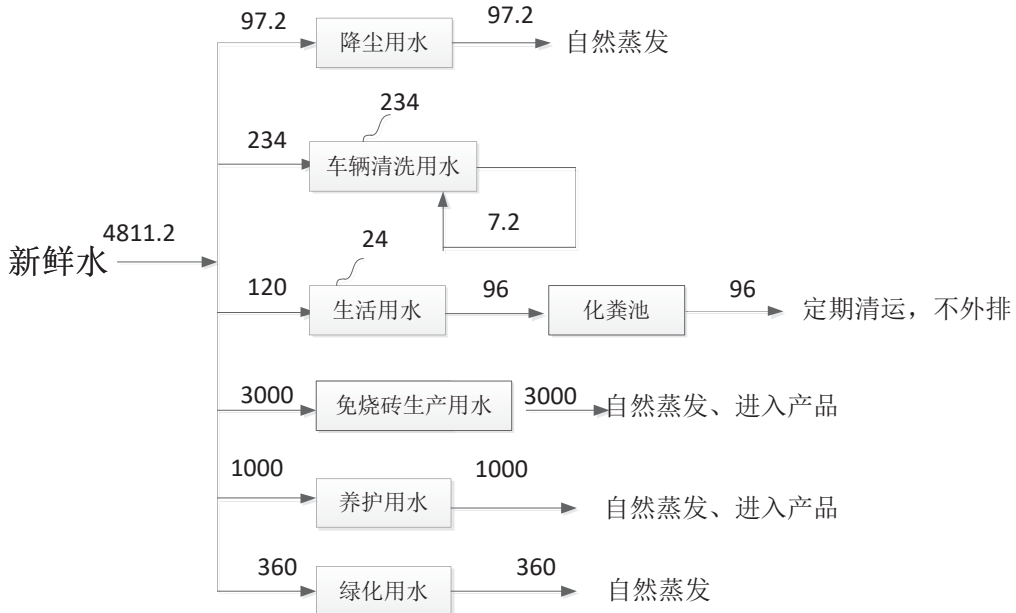 97.2
降尘用水
97.2
自然蒸发
234
234
车辆清洗用水
7.2
新鲜水
4811.2
24
120
生活用水
96
化粪池
96
定期清运，不外排
3000
免烧砖生产用水
3000
自然蒸发、进入产品
1000
养护用水
1000
自然蒸发、进入产品
360
绿化用水
360
自然蒸发